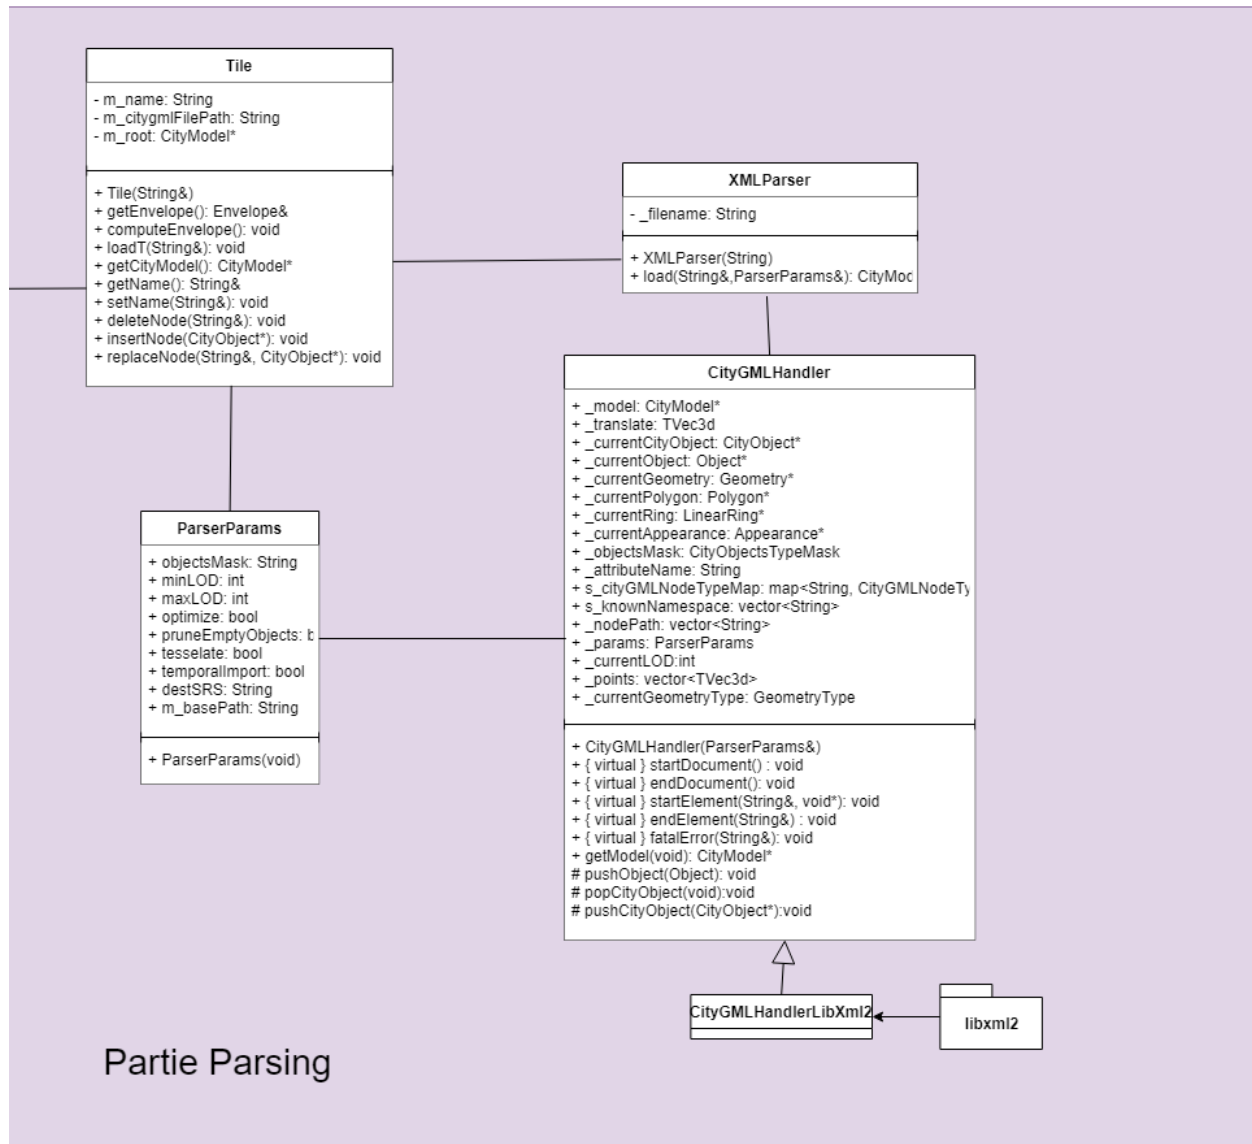 Tile
- m_name: String
- m_citygmlFilePath: String
- m_root: CityModel*
+ Tile(String&)
+ getEnvelope(): Envelope&
+ computeEnvelope(): void
+ loadT(String&): void
+ getCityModel(): CityModel*
+ getName(): String&
+ setName(String&): void
+ deleteNode(String&): void
+ insertNode(CityObject*): void
+ replaceNode(String&, CityObject*): void
XMLParser
- _filename: String
+ XMLParser(String)
+ load(String&,ParserParams&): CityMod
CityGMLHandler
+ _model: CityModel*
+ _translate: TVec3d
+ _currentCityObject: CityObject*
+ _currentObject: Object*
+ _currentGeometry: Geometry*
+ _currentPolygon: Polygon*
+ _currentRing: LinearRing*
+ _currentAppearance: Appearance*
+ _objectsMask: CityObjectsTypeMask
+ _attributeName: String
+ s_cityGMLNodeTypeMap: map<String, CityGMLNodeTy
+ s_knownNamespace: vector<String>
+ _nodePath: vector<String>
+ _params: ParserParams
+ _currentLOD:int
+ _points: vector<TVec3d>
+ _currentGeometryType: GeometryType
+ CityGMLHandler(ParserParams&)
+ { virtual } startDocument() : void
+ { virtual } endDocument(): void
+ { virtual } startElement(String&, void*): void
+ { virtual } endElement(String&) : void
+ { virtual } fatalError(String&): void
+ getModel(void): CityModel*
# pushObject(Object): void
# popCityObject(void):void
# pushCityObject(CityObject*):void
ParserParams
+ objectsMask: String
+ minLOD: int
+ maxLOD: int
+ optimize: bool
+ pruneEmptyObjects: b
+ tesselate: bool
+ temporalImport: bool
+ destSRS: String
+ m_basePath: String
+ ParserParams(void)
CityGMLHandlerLibXml2
libxml2
Partie Parsing